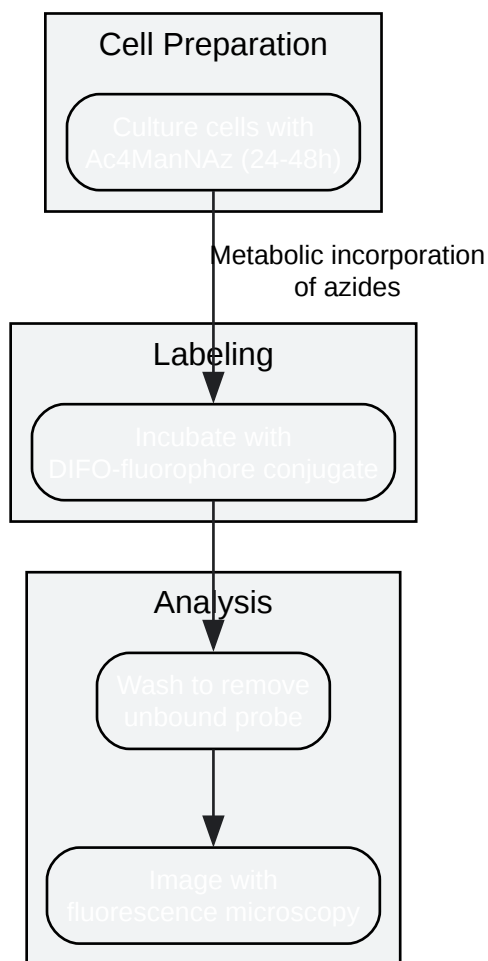 Cell Preparation
Culture cells with
Ac4ManNAz (24-48h)
Metabolic incorporation
of azides
Labeling
Incubate with
DIFO-fluorophore conjugate
Analysis
Wash to remove
unbound probe
Image with
fluorescence microscopy